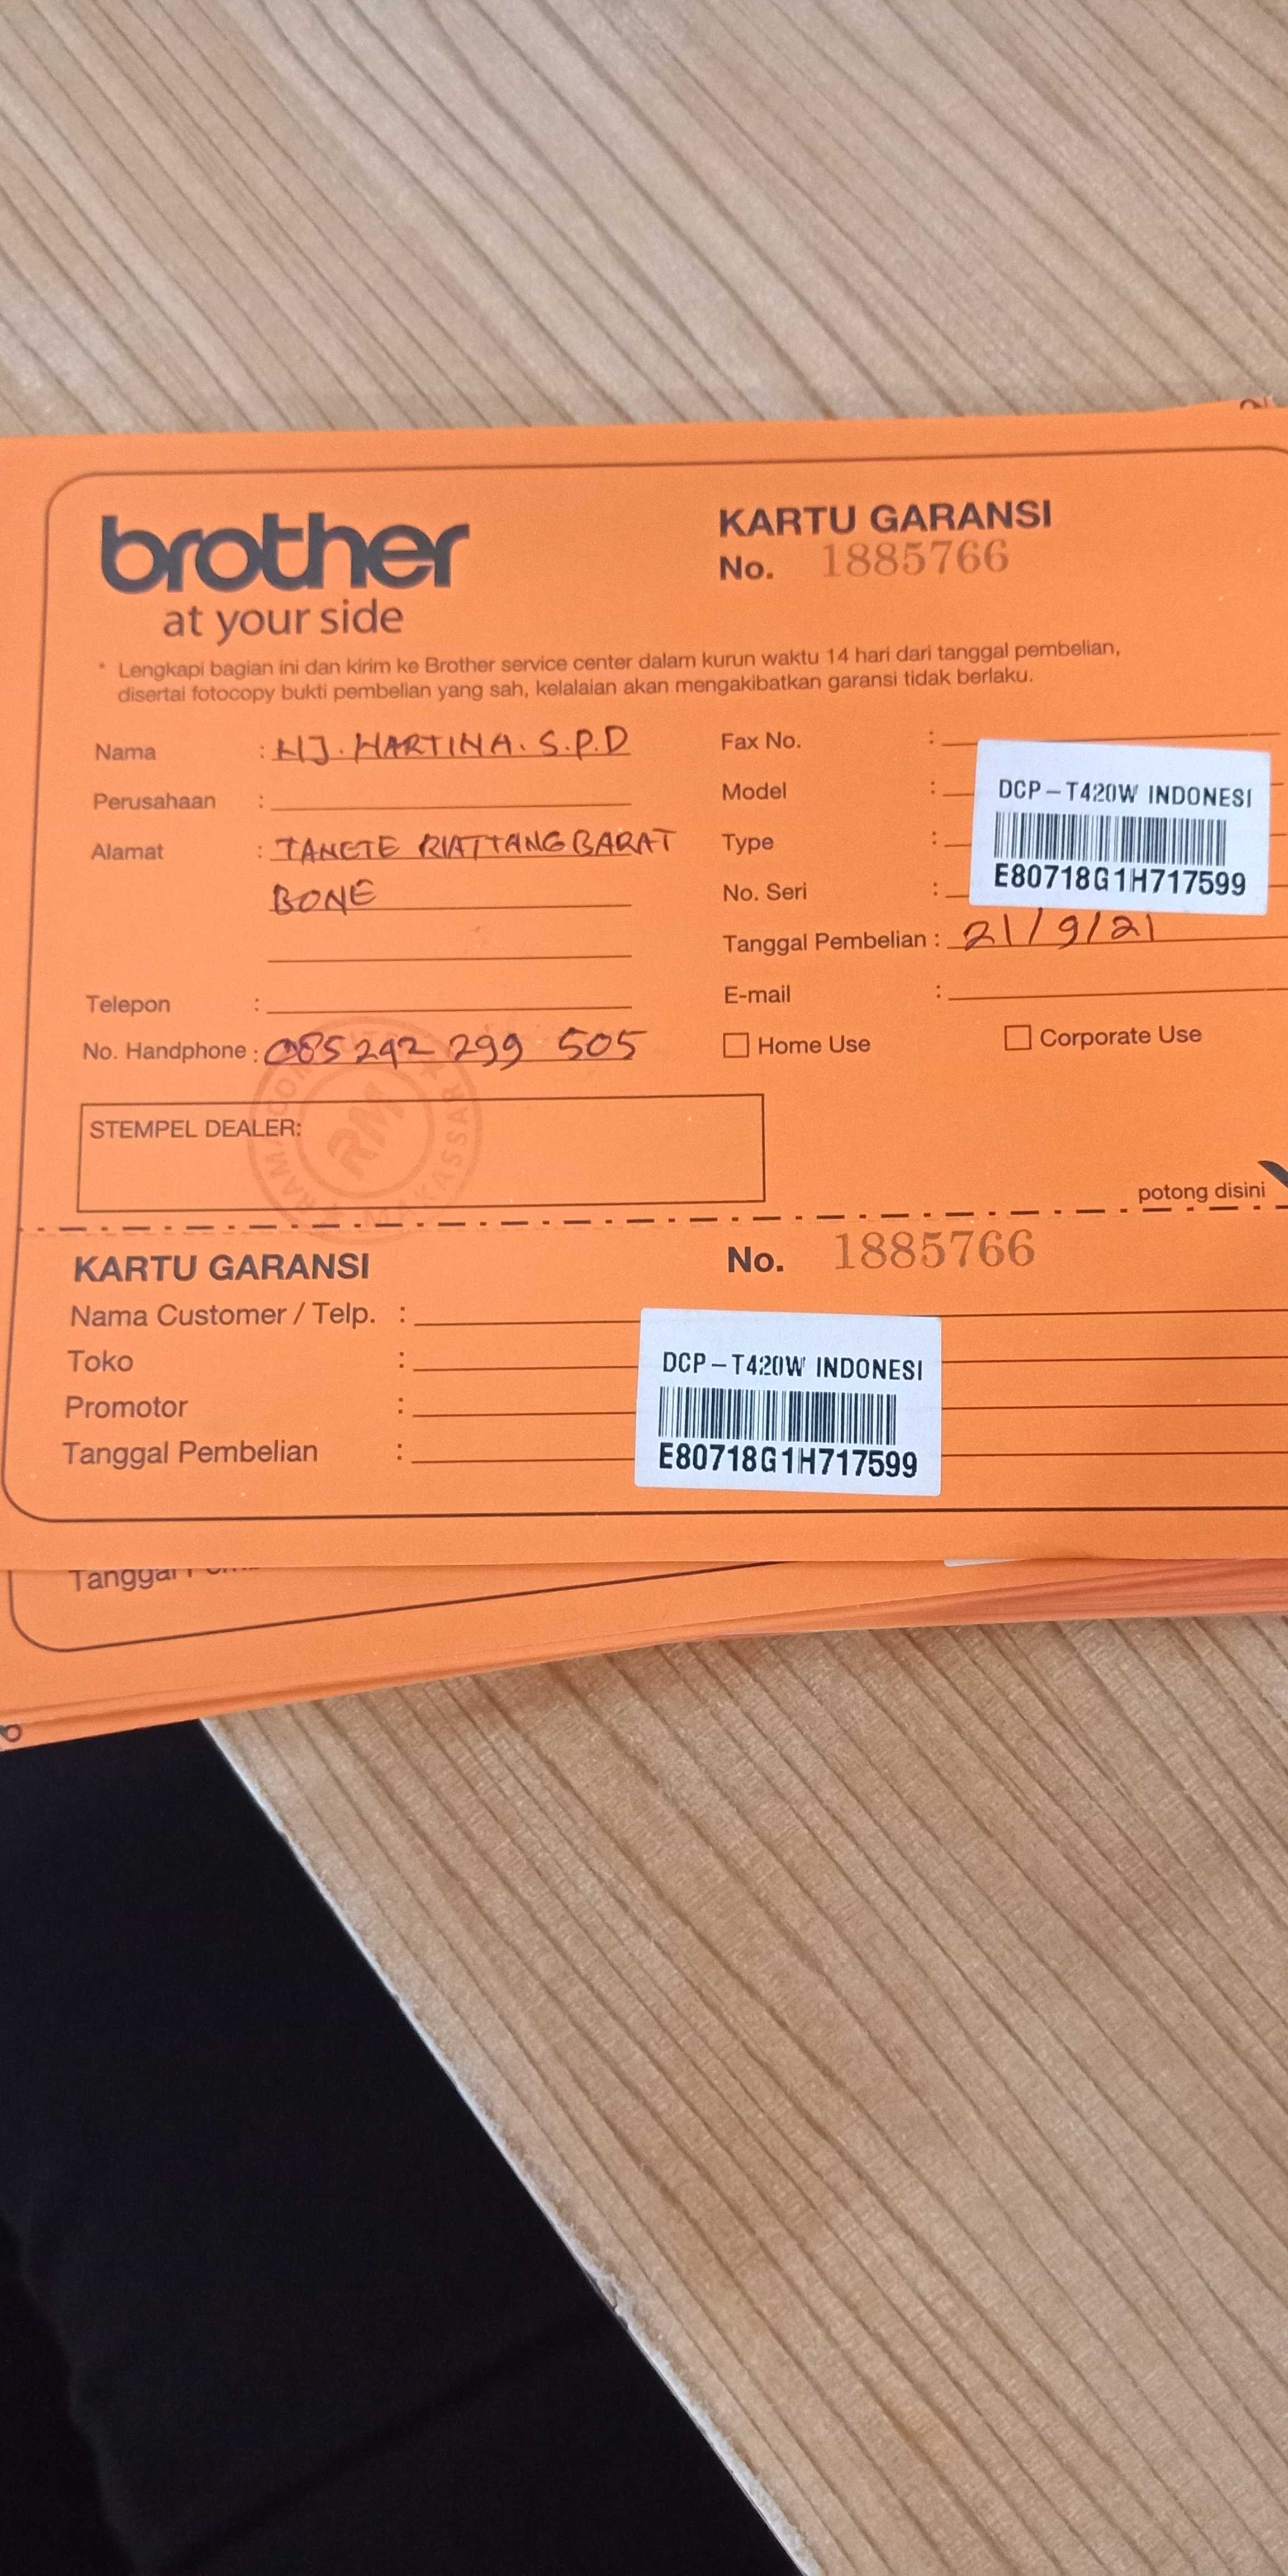 brother
at your side
KARTU GARANSI
No. 1885766
* Lengkapi bagian ini dan kirim ke Brother service center dalam kurun waktu 14 hari dari tanggal pembelian,
disertai fotocopy bukti pembelian yang sah, kelalaian akan mengakibatkan garansi tidak berlaku.
Nama : HJ. HARTINA. S.P.D
Perusahaan :
Alamat : TANETE RIATTANG BARAT
BONE
Telepon :
No. Handphone : 085 242 299 505
Fax No. :
Model :
Type :
No. Seri :
DCP-T420W INDONESI
E80718G1H717599
Tanggal Pembelian : 21/9/21
E-mail :
Home Use Corporate Use
STEMPEL DEALER:
RM
MAKASSAR
potong disini
KARTU GARANSI No. 1885766
Nama Customer / Telp. :
Toko :
Promotor :
Tanggal Pembelian :
DCP-T420W INDONESI
E80718G1H717599